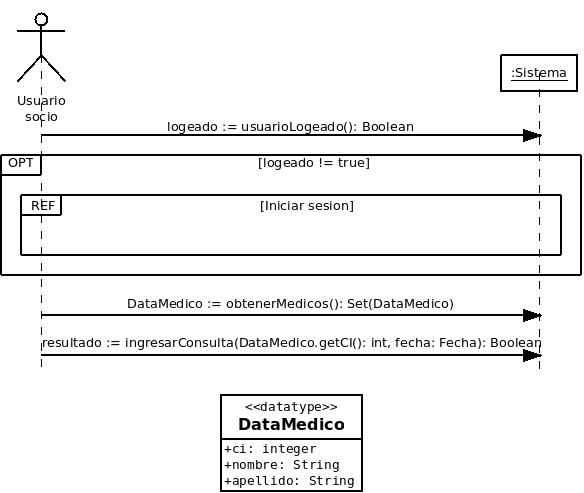 Usuario
socio
:Sistema
logeado := usuarioLogeado(): Boolean
OPT
[logeado != true]
REF
[Iniciar sesion]
DataMedico := obtenerMedicos(): Set(DataMedico)
resultado := ingresarConsulta(DataMedico.getCI(): int, fecha: Fecha): Boolean
<<datatype>>
DataMedico
+ci: integer
+nombre: String
+apellido: String